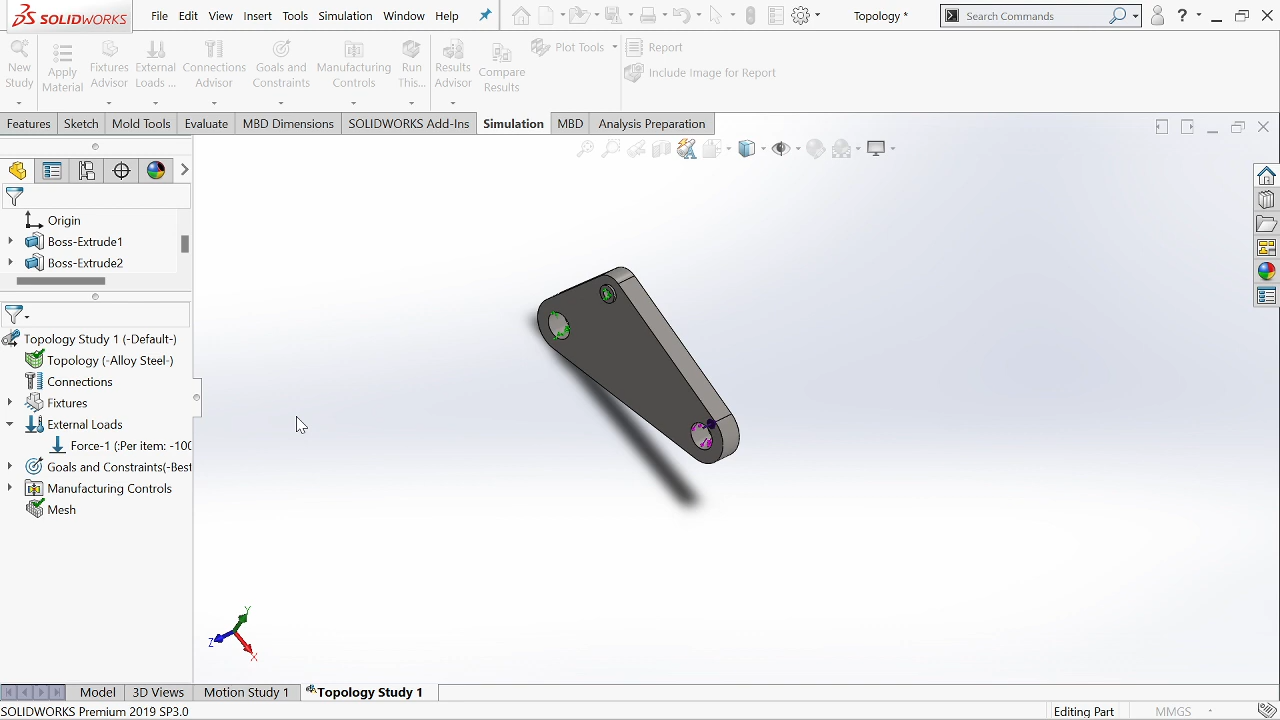 SOLIDWORKS File Edit View Insert Tools Simulation Window Help Topology * Search Commands ?
New Study
Apply Material
Fixtures Advisor
External Loads ...
Connections Advisor
Goals and Constraints
Manufacturing Controls
Run This...
Results Advisor
Compare Results
Plot Tools
Report
Include Image for Report
Features Sketch Mold Tools Evaluate MBD Dimensions SOLIDWORKS Add-Ins Simulation MBD Analysis Preparation
Origin
Boss-Extrude1
Boss-Extrude2
Topology Study 1 (-Default-)
Topology (-Alloy Steel-)
Connections
Fixtures
External Loads
Force-1 (:Per item: -100
Goals and Constraints(-Best
Manufacturing Controls
Mesh
Y
Z
X
Model 3D Views Motion Study 1 Topology Study 1
SOLIDWORKS Premium 2019 SP3.0 Editing Part MMGS